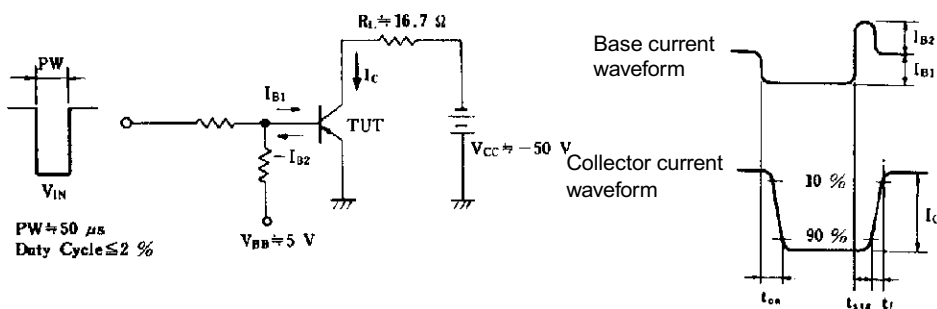 PW
V_IN
PW≒50 μs
Duty Cycle≦2 %
R_L≒16.7 Ω
I_C
I_B1
TUT
−I_B2
V_BB≒5 V
V_CC≒−50 V
Base current
waveform
I_B2
I_B1
Collector current
waveform
10 %
90 %
I_C
t_on
t_stg
t_f